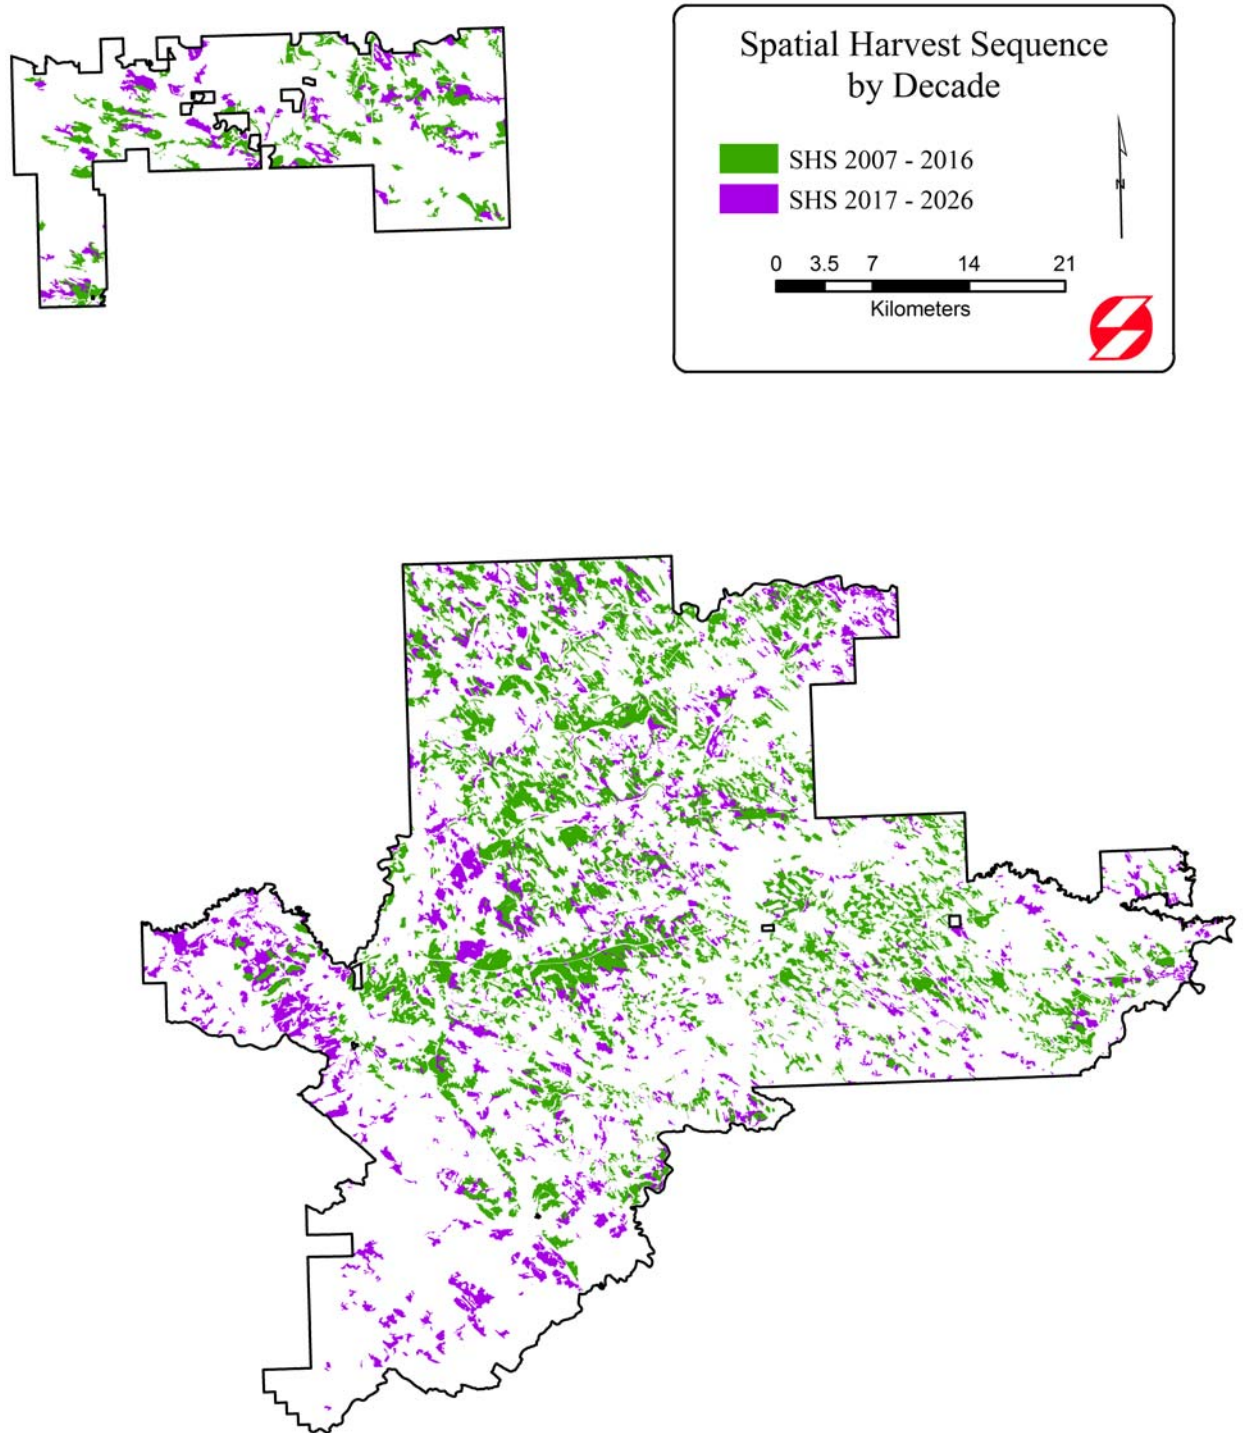 Spatial Harvest Sequence
by Decade
SHS 2007 - 2016
SHS 2017 - 2026
N
0 3.5 7 14 21
Kilometers